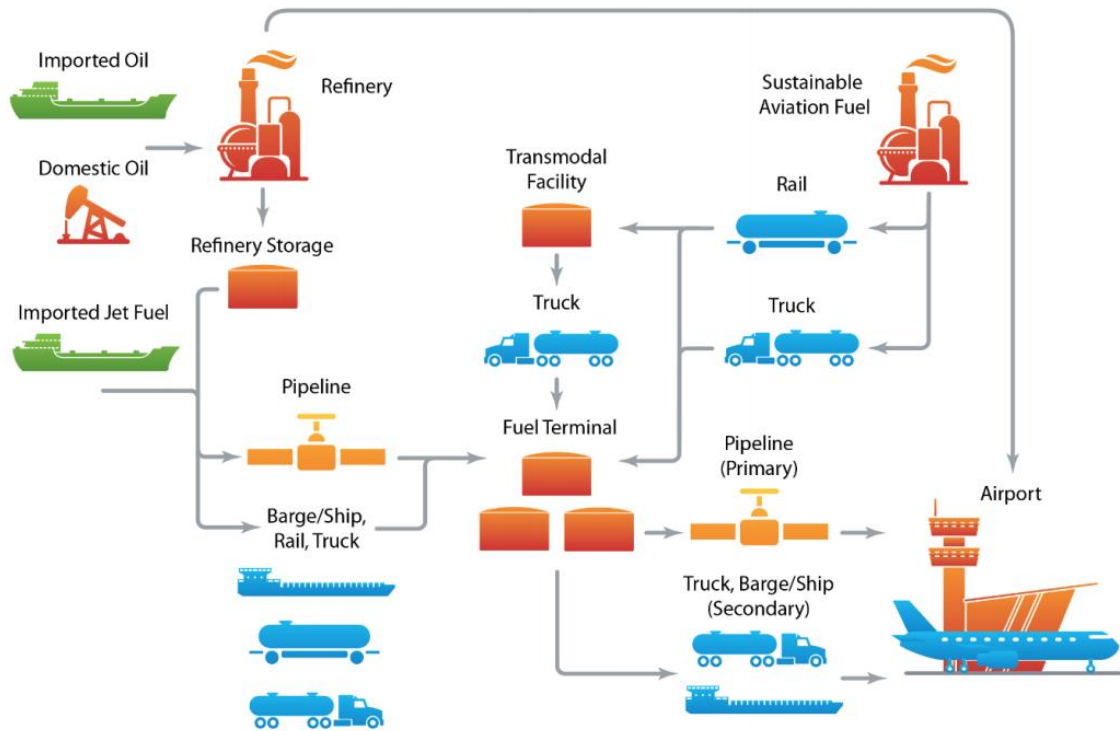 Imported Oil
Refinery
Sustainable
Aviation Fuel
Transmodal
Facility
Domestic Oil
Rail
Refinery Storage
Imported Jet Fuel
Truck
Truck
Pipeline
Fuel Terminal
Pipeline
(Primary)
Airport
Barge/Ship,
Rail, Truck
Truck, Barge/Ship
(Secondary)